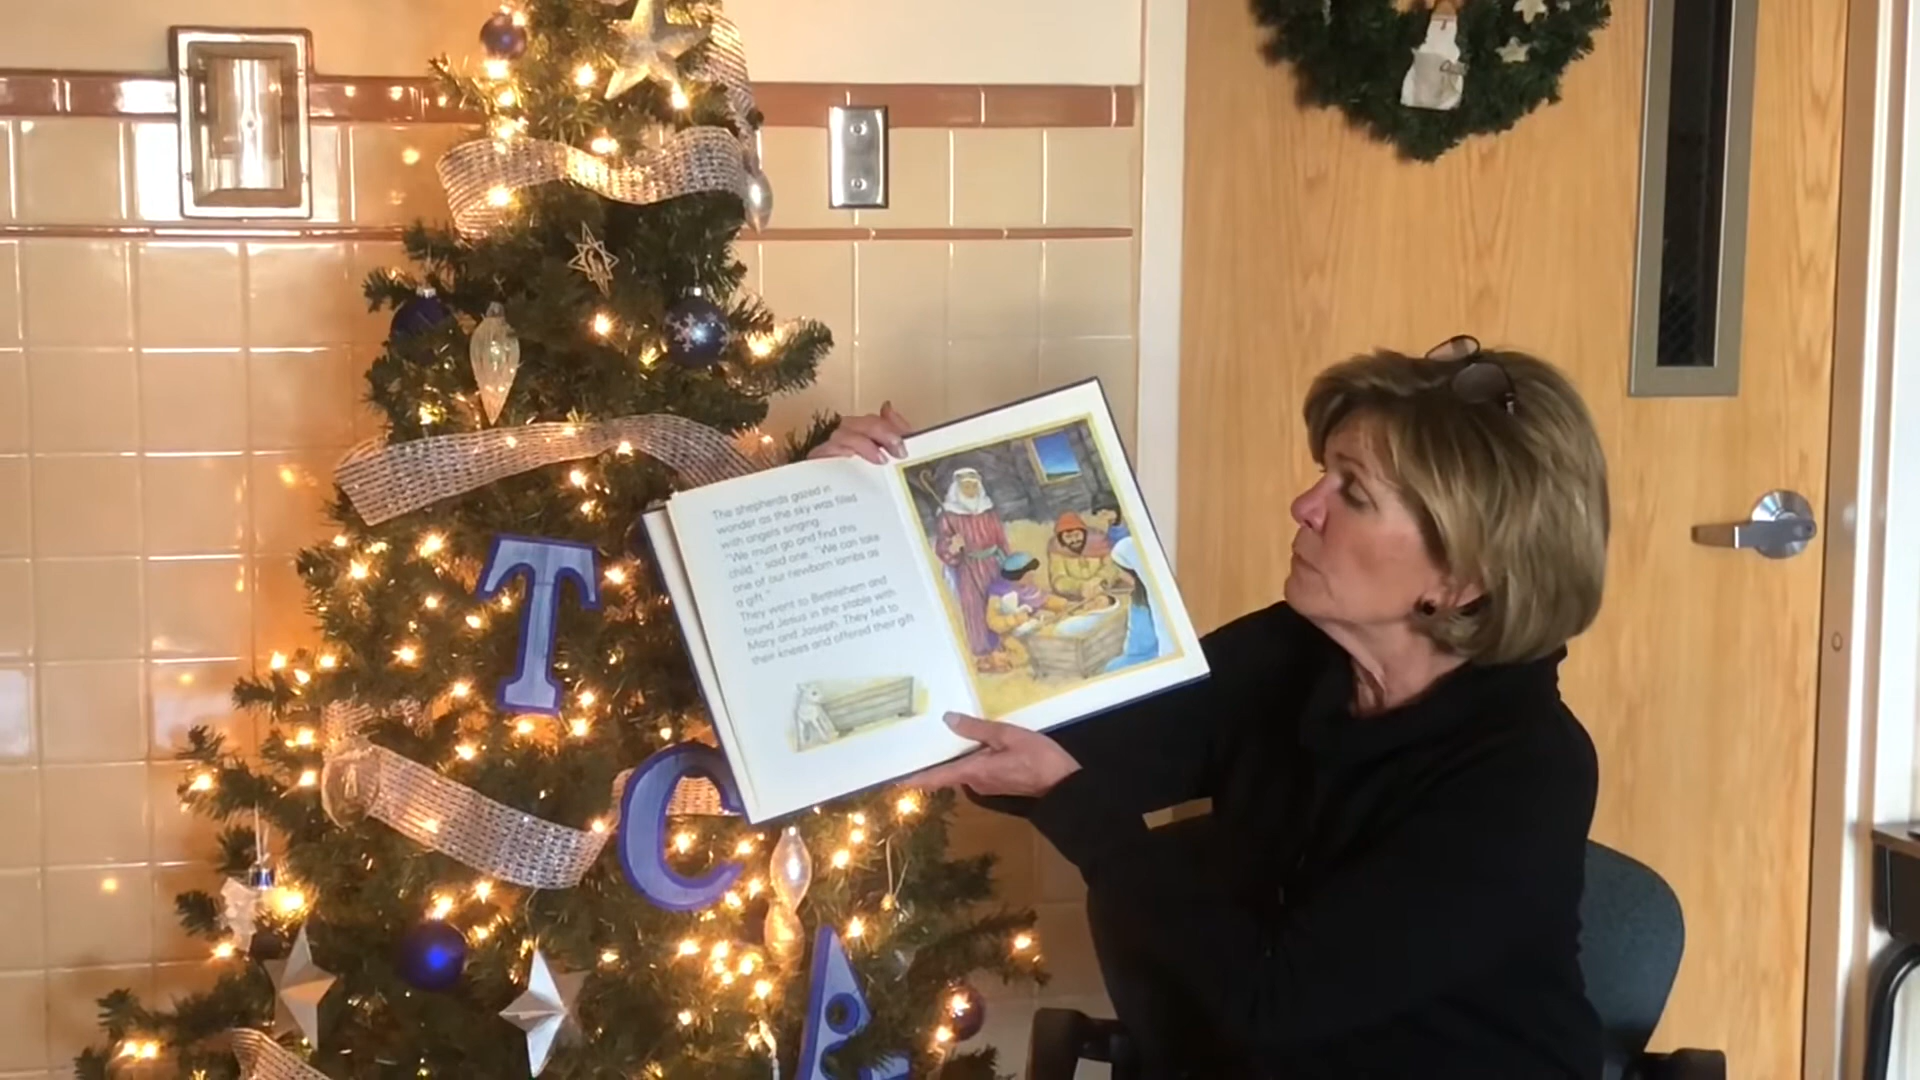 The shepherds gazed in
wonder as the sky was filled
with angels singing.
"We must go and find this
child," said one. "We can take
one of our newborn lambs as
a gift."
They went to Bethlehem and
found Jesus in the stable with
Mary and Joseph. They fell to
their knees and offered their gift.
T
C
A